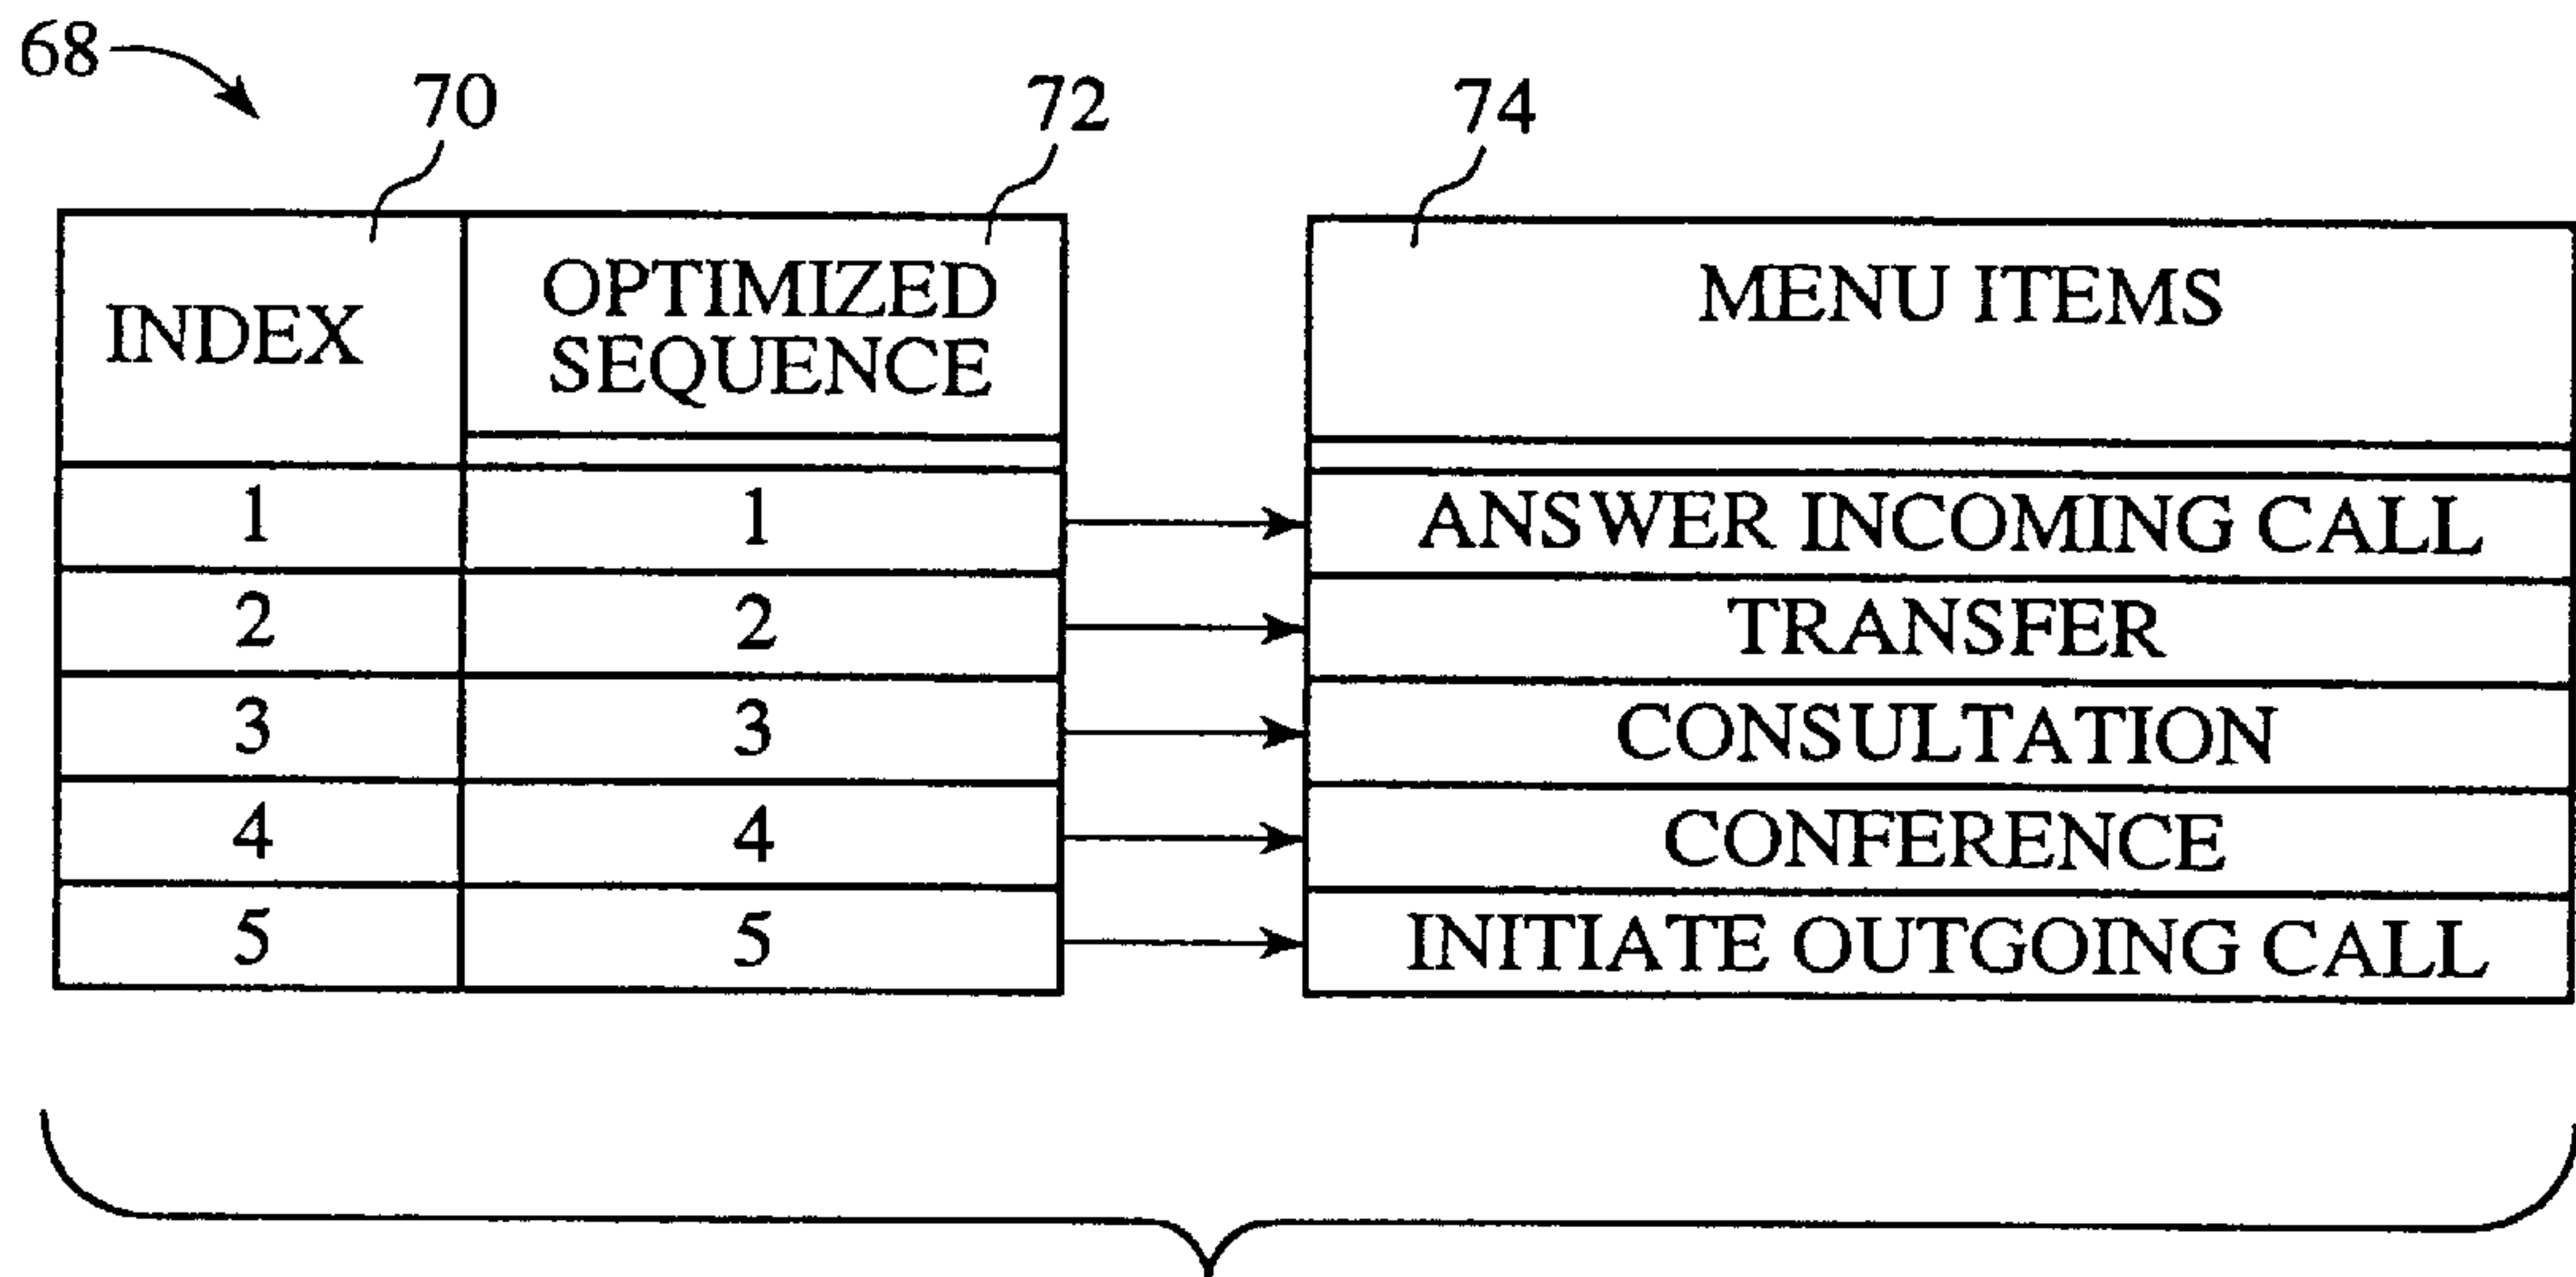 68
70
72
74
INDEX
OPTIMIZED
SEQUENCE
MENU ITEMS
1 1 ANSWER INCOMING CALL
2 2 TRANSFER
3 3 CONSULTATION
4 4 CONFERENCE
5 5 INITIATE OUTGOING CALL